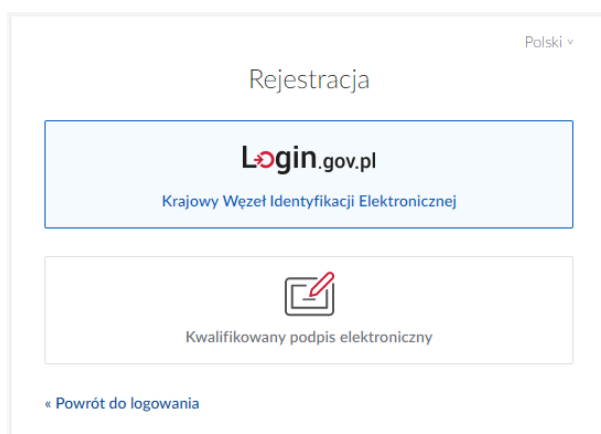 Polski
Rejestracja
Login.gov.pl
Krajowy Węzeł Identyfikacji Elektronicznej
Kwalifikowany podpis elektroniczny
« Powrót do logowania